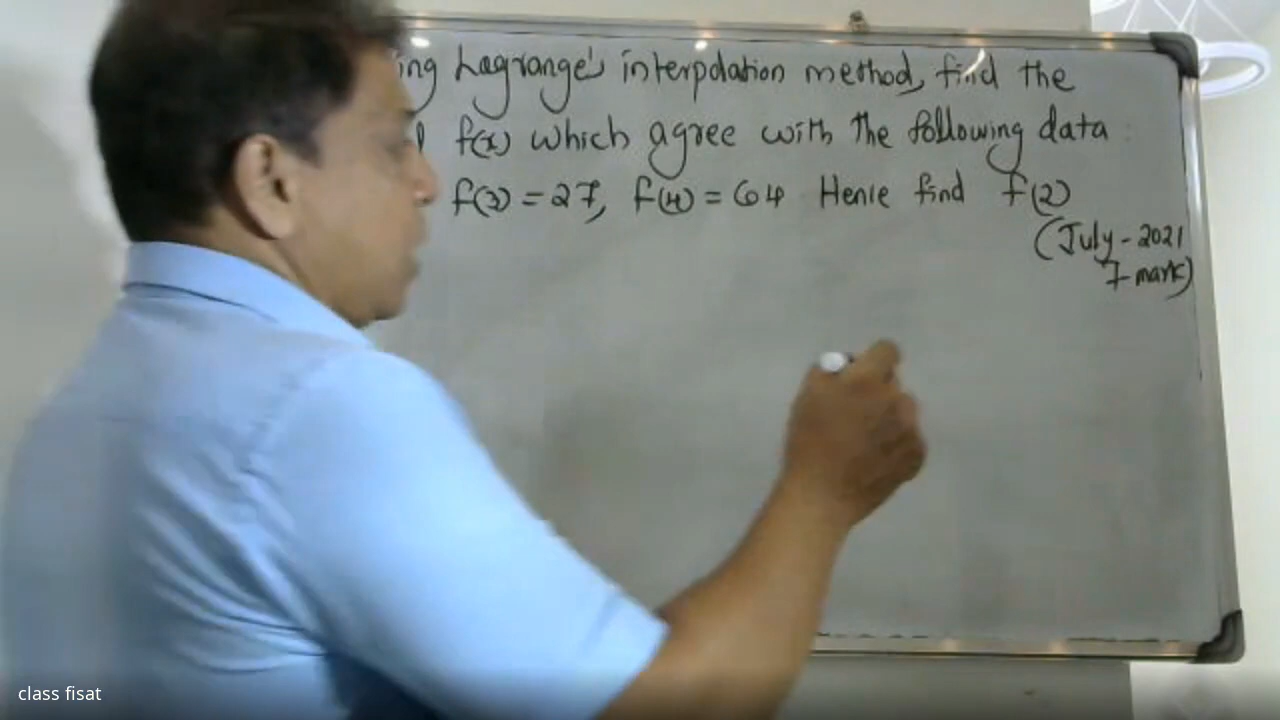 ing Lagrange's interpolation method, find the
f(x) which agree with the following data :
f(3) = 27, f(4) = 64 Hence find f(2)
(July - 2021
7 mark)
class fisat